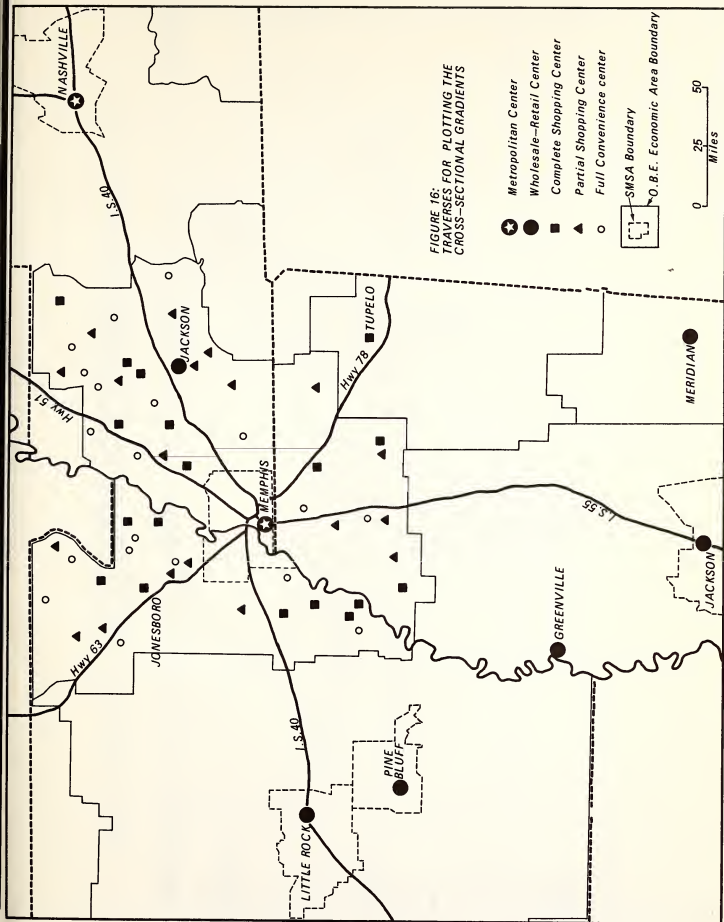 FIGURE 16:
TRAVERSES FOR PLOTTING THE
CROSS-SECTIONAL GRADIENTS
Metropolitan Center
Wholesale-Retail Center
Complete Shopping Center
Partial Shopping Center
Full Convenience center
SMSA Boundary
O.B.E. Economic Area Boundary
0 25 50
Miles
NASHVILLE
I.S.40
JACKSON
Hwy 51
TUPELO
Hwy 78
MEMPHIS
MERIDIAN
I.S.55
JACKSON
GREENVILLE
JONESBORO
Hwy 63
I.S.40
PINE
BLUFF
LITTLE ROCK